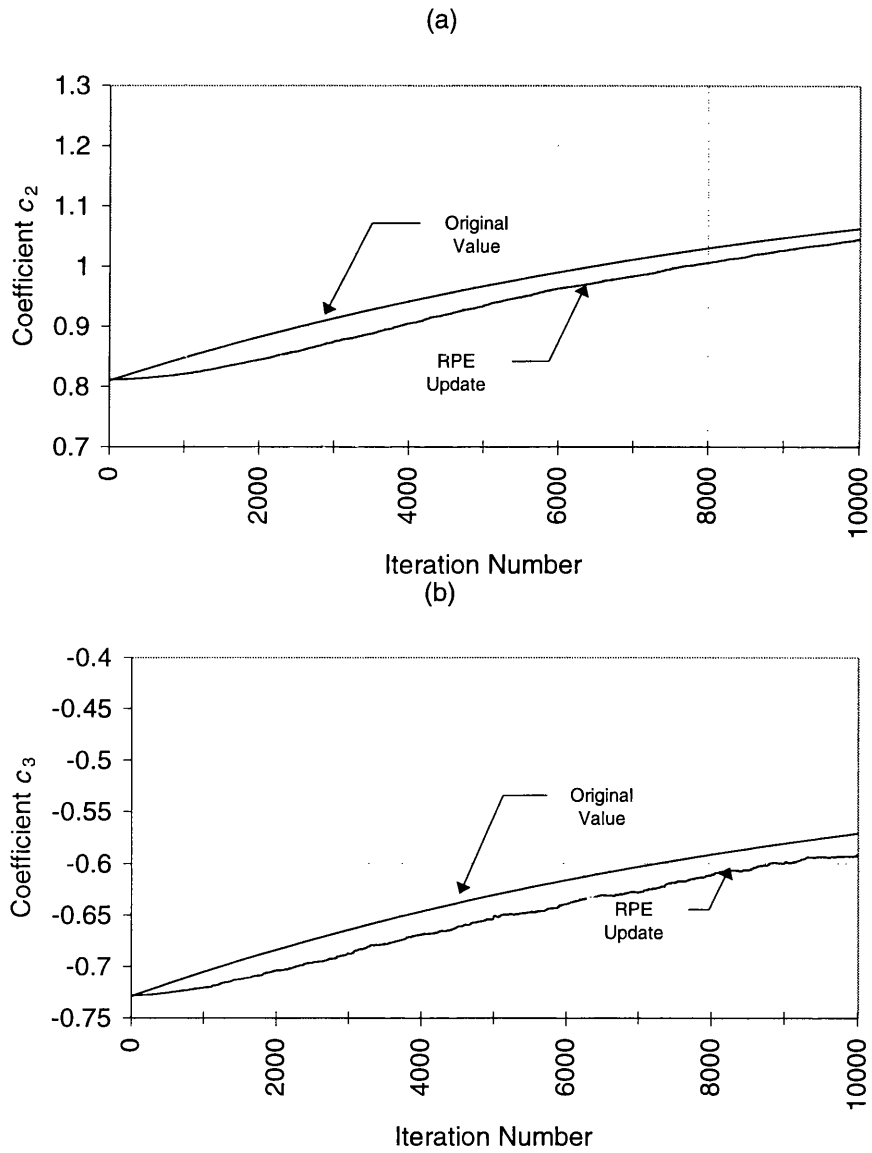 (a)
1.3
1.2
1.1
1
0.9
0.8
0.7
Coefficient c2
Original
Value
RPE
Update
0
2000
4000
6000
8000
10000
Iteration Number
(b)
-0.4
-0.45
-0.5
-0.55
-0.6
-0.65
-0.7
-0.75
Coefficient c3
Original
Value
RPE
Update
0
2000
4000
6000
8000
10000
Iteration Number